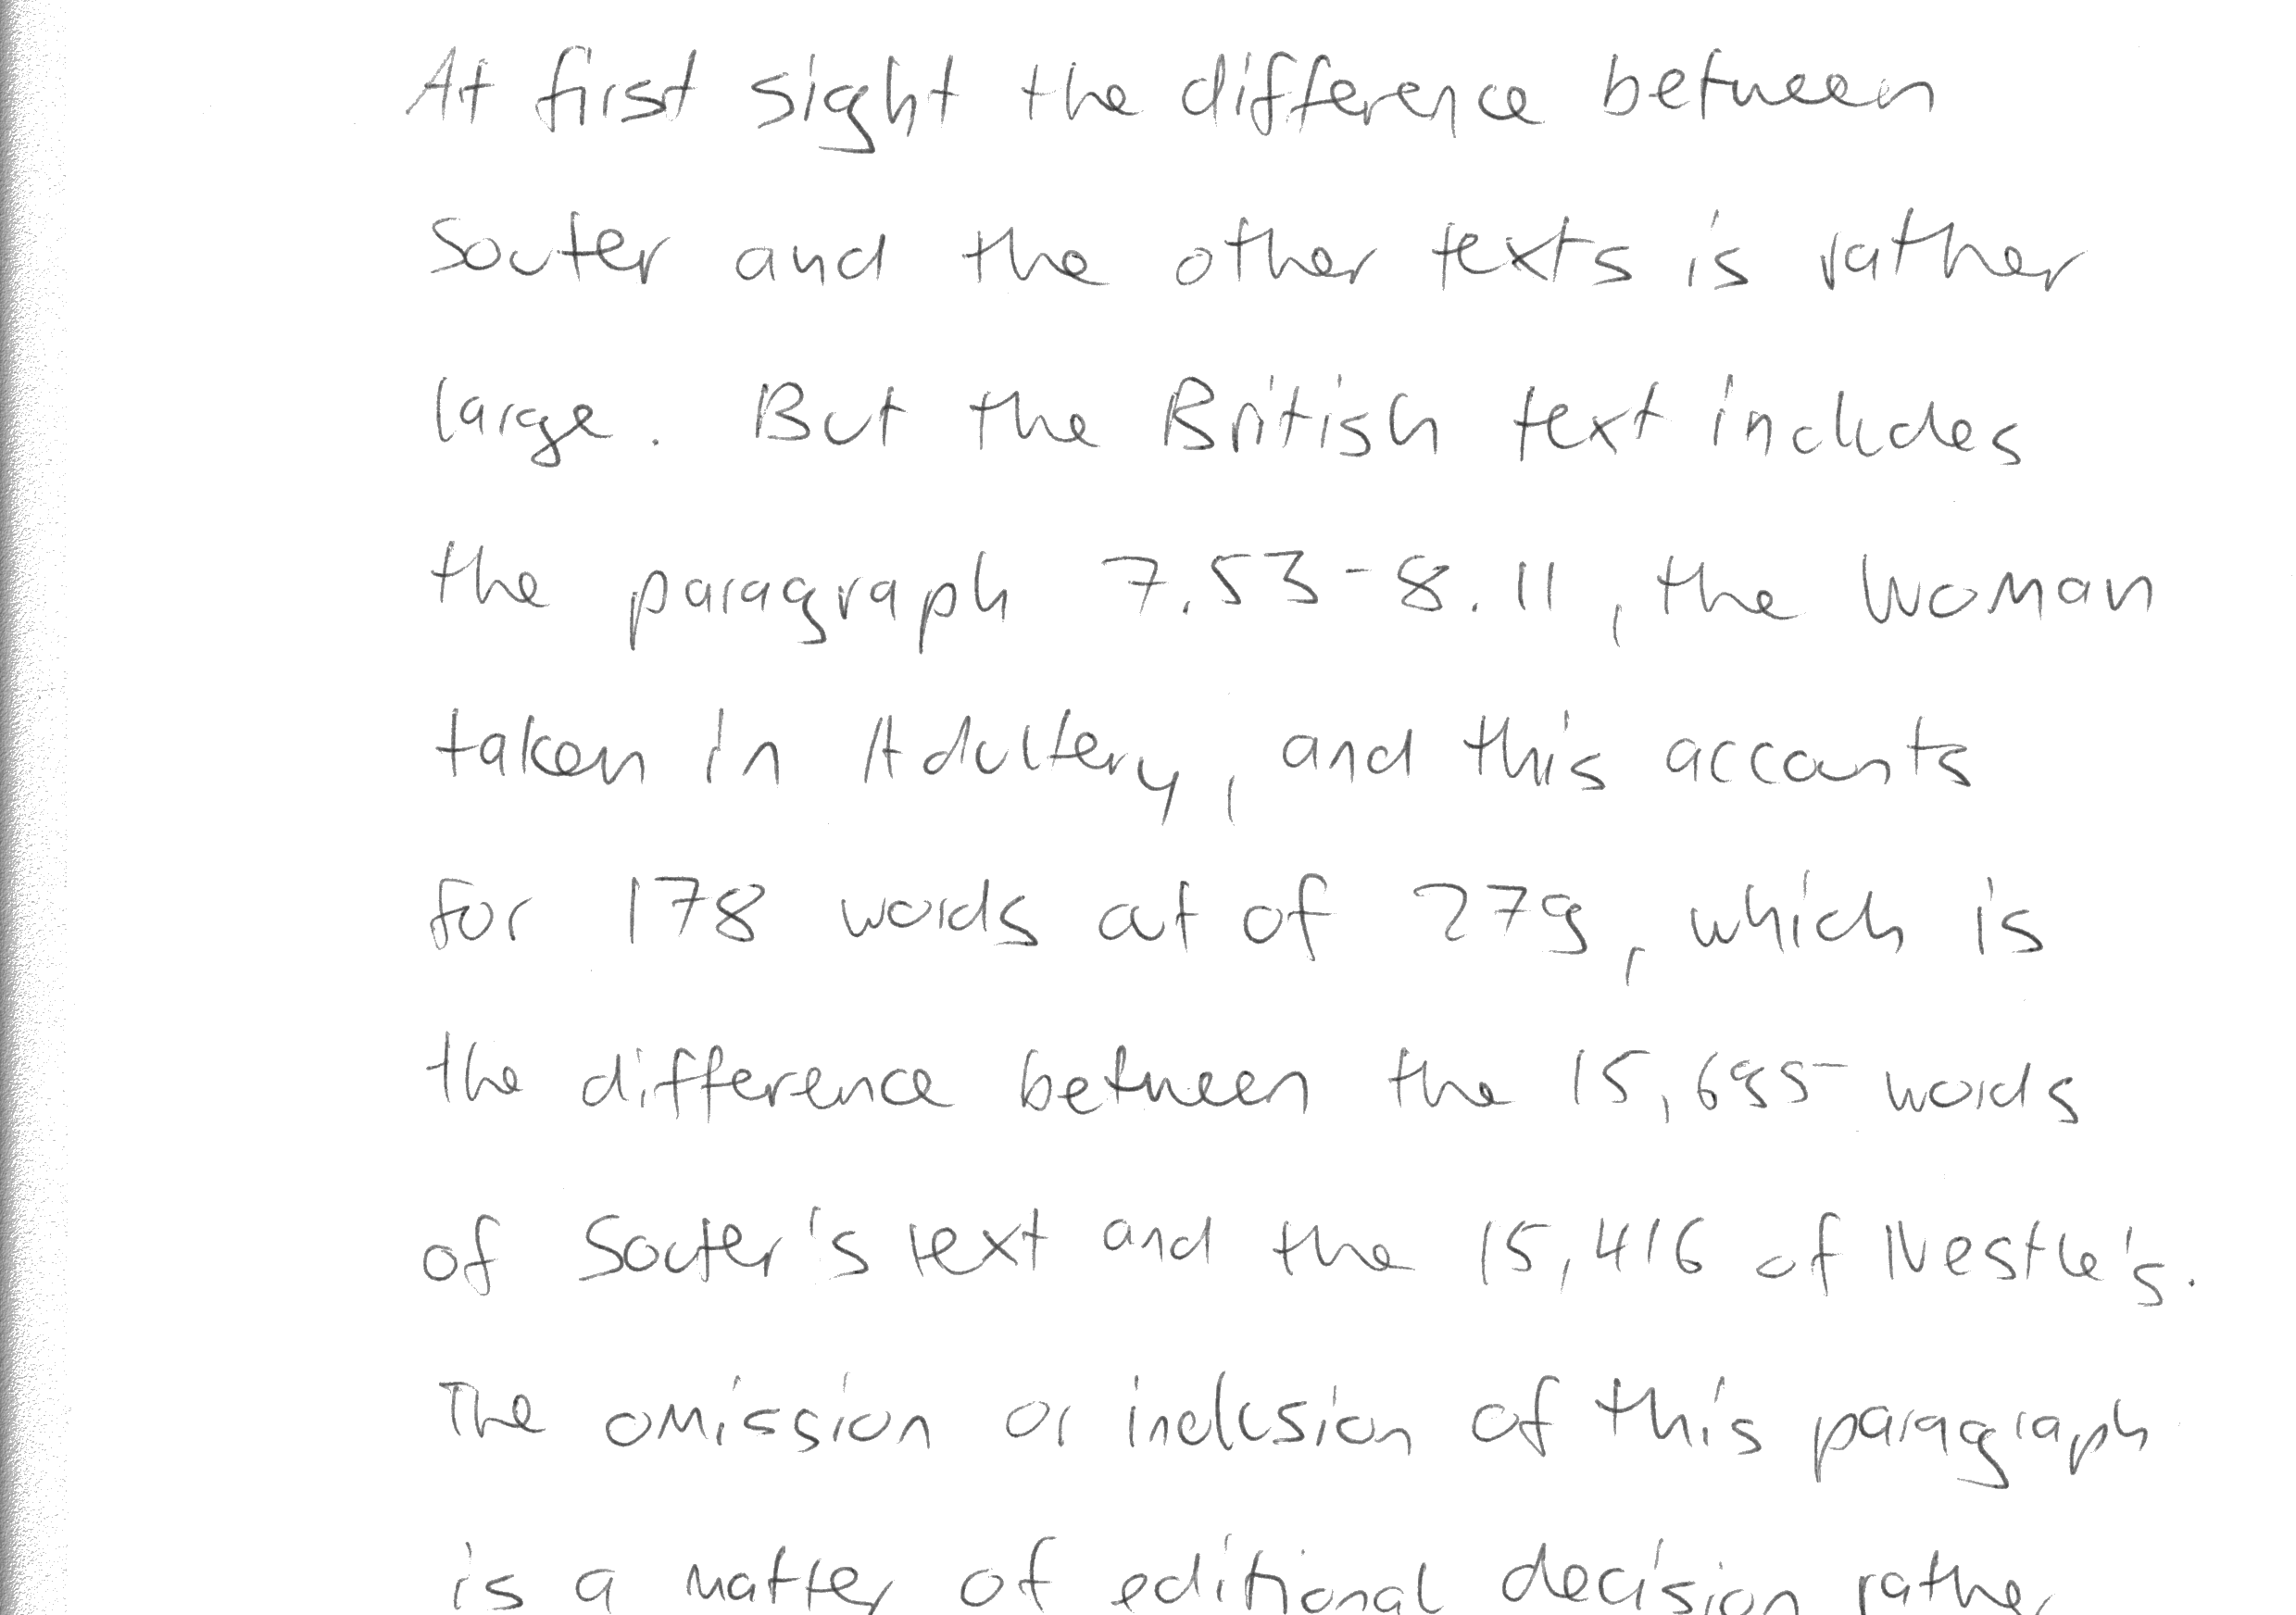 At first sight the difference between
Souter and the other texts is rather
large. But the British text includes
the paragraph 7.53-8.11, the Woman
taken in Adultery, and this accounts
for 178 words out of 279, which is
the difference between the 15,695 words
of Souter's text and the 15,416 of Nestle's.
The omission or inclusion of this paragraph
is a matter of editional decision rather